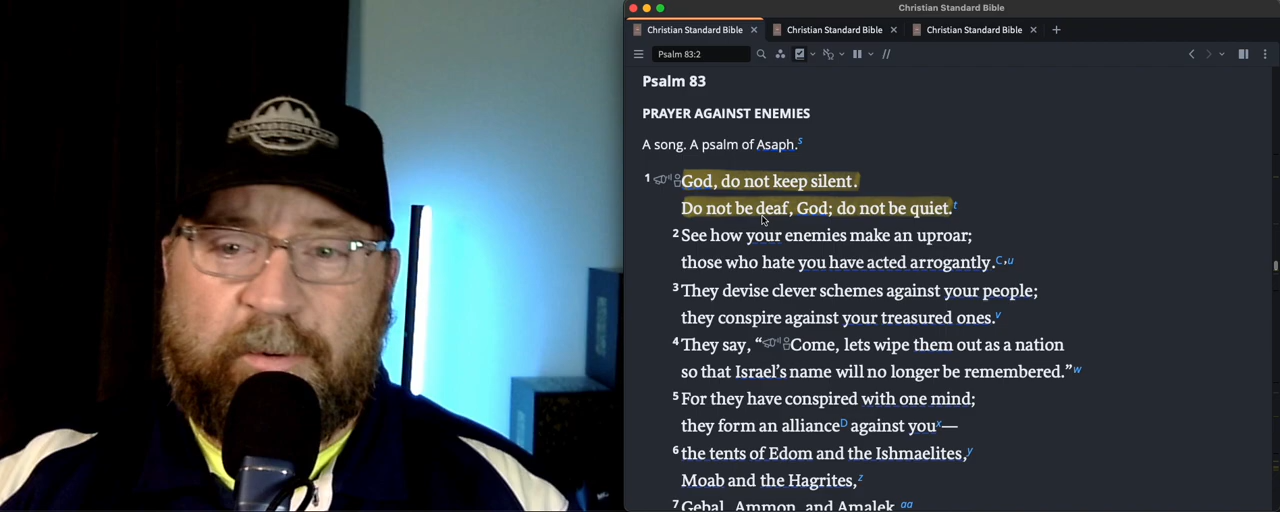 LUMBERTON
Christian Standard Bible
Christian Standard Bible ×
Christian Standard Bible ×
Christian Standard Bible ×
+
Psalm 83:2
//
Psalm 83
PRAYER AGAINST ENEMIES
A song. A psalm of Asaph.s
1 God, do not keep silent.
Do not be deaf, God; do not be quiet.t
2 See how your enemies make an uproar;
those who hate you have acted arrogantly.C,u
3 They devise clever schemes against your people;
they conspire against your treasured ones.v
4 They say, “Come, lets wipe them out as a nation
so that Israel’s name will no longer be remembered.”w
5 For they have conspired with one mind;
they form an allianceD against youx—
6 the tents of Edom and the Ishmaelites,y
Moab and the Hagrites,z
7 Gebal, Ammon, and Amalek, aa